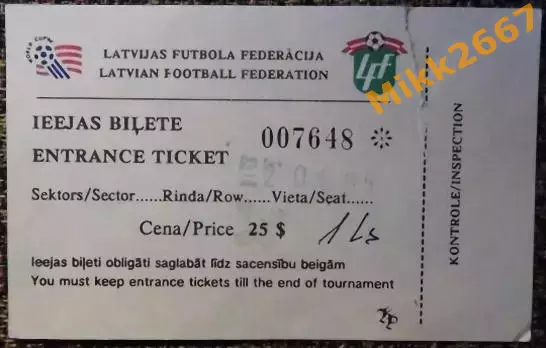 LATVIJAS FUTBOLA FEDERĀCIJA
LATVIAN FOOTBALL FEDERATION
LFF
Mikk2667
IEEJAS BIĻETE
007648 *
ENTRANCE TICKET
Sektors/Sector......Rinda/Row......Vieta/Seat......
Cena/Price 25 $ 1 Ls
Ieejas biļeti obligāti saglabāt līdz sacensību beigām
You must keep entrance tickets till the end of tournament
KONTROLE/INSPECTION